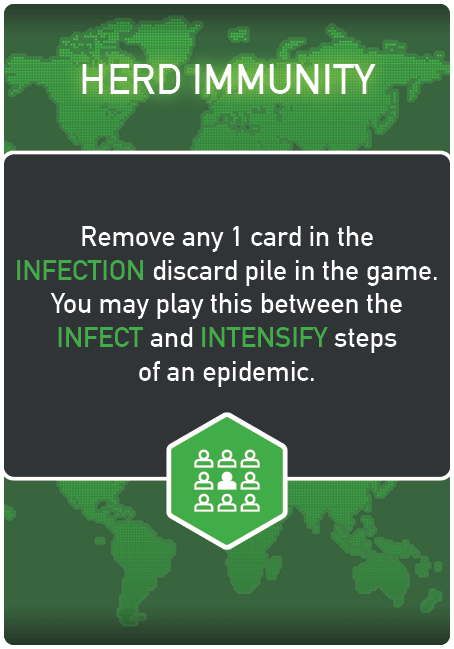 HERD IMMUNITY
Remove any 1 card in the
INFECTION discard pile in the game.
You may play this between the
INFECT and INTENSIFY steps
of an epidemic.